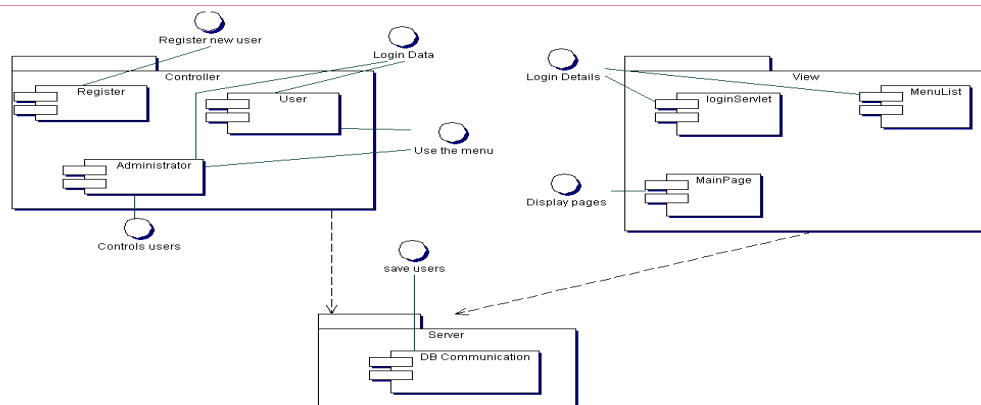 Register new user
Login Data
Controller
Register
User
Administrator
Use the menu
Controls users
Login Details
View
loginServlet
MenuList
MainPage
Display pages
save users
Server
DB Communication